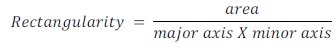 Rectangularity = area / major axis X minor axis